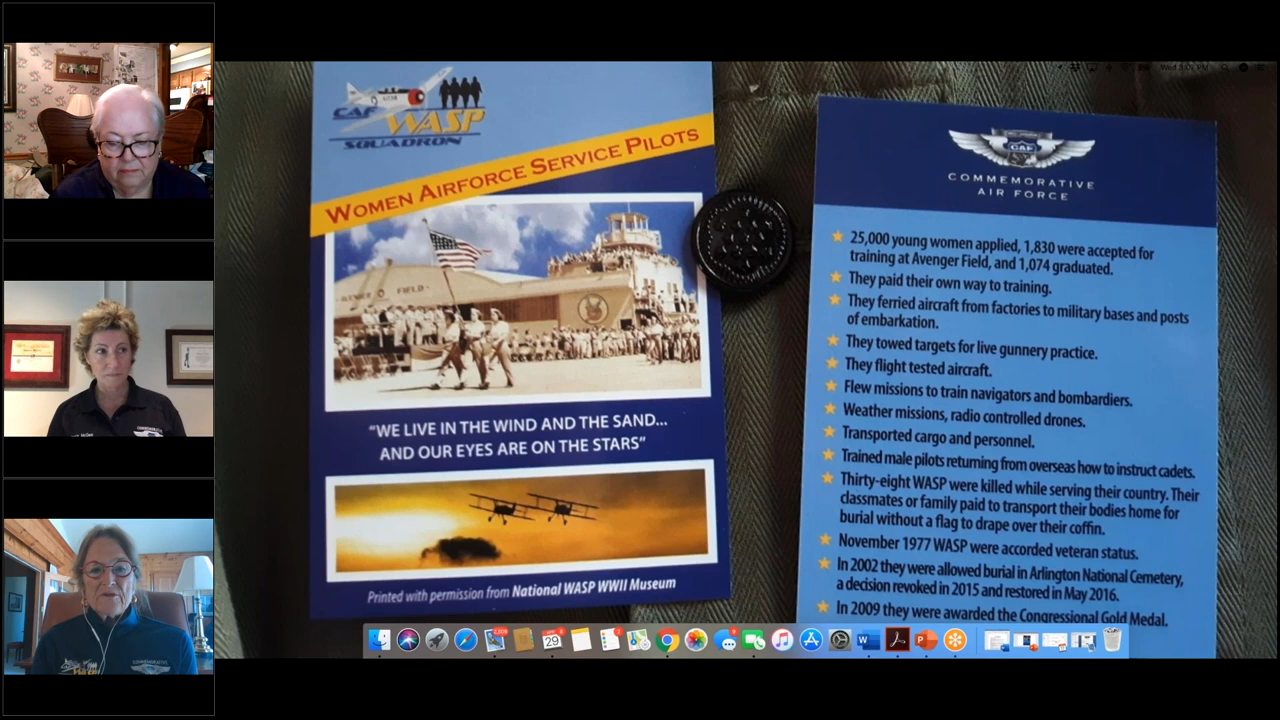 Wed 5:02 PM
CAF
WASP
SQUADRON
WOMEN AIRFORCE SERVICE PILOTS
FIELD
"WE LIVE IN THE WIND AND THE SAND...
AND OUR EYES ARE ON THE STARS"
Printed with permission from National WASP WWII Museum
CAF
COMMEMORATIVE
AIR FORCE
25,000 young women applied, 1,830 were accepted for
training at Avenger Field, and 1,074 graduated.
They paid their own way to training.
They ferried aircraft from factories to military bases and posts
of embarkation.
They towed targets for live gunnery practice.
They flight tested aircraft.
Flew missions to train navigators and bombardiers.
Weather missions, radio controlled drones.
Transported cargo and personnel.
Trained male pilots returning from overseas how to instruct cadets.
Thirty-eight WASP were killed while serving their country. Their
classmates or family paid to transport their bodies home for
burial without a flag to drape over their coffin.
November 1977 WASP were accorded veteran status.
In 2002 they were allowed burial in Arlington National Cemetery,
a decision revoked in 2015 and restored in May 2016.
In 2009 they were awarded the Congressional Gold Medal.
29
CAF
WASP
COMMEMORATIVE